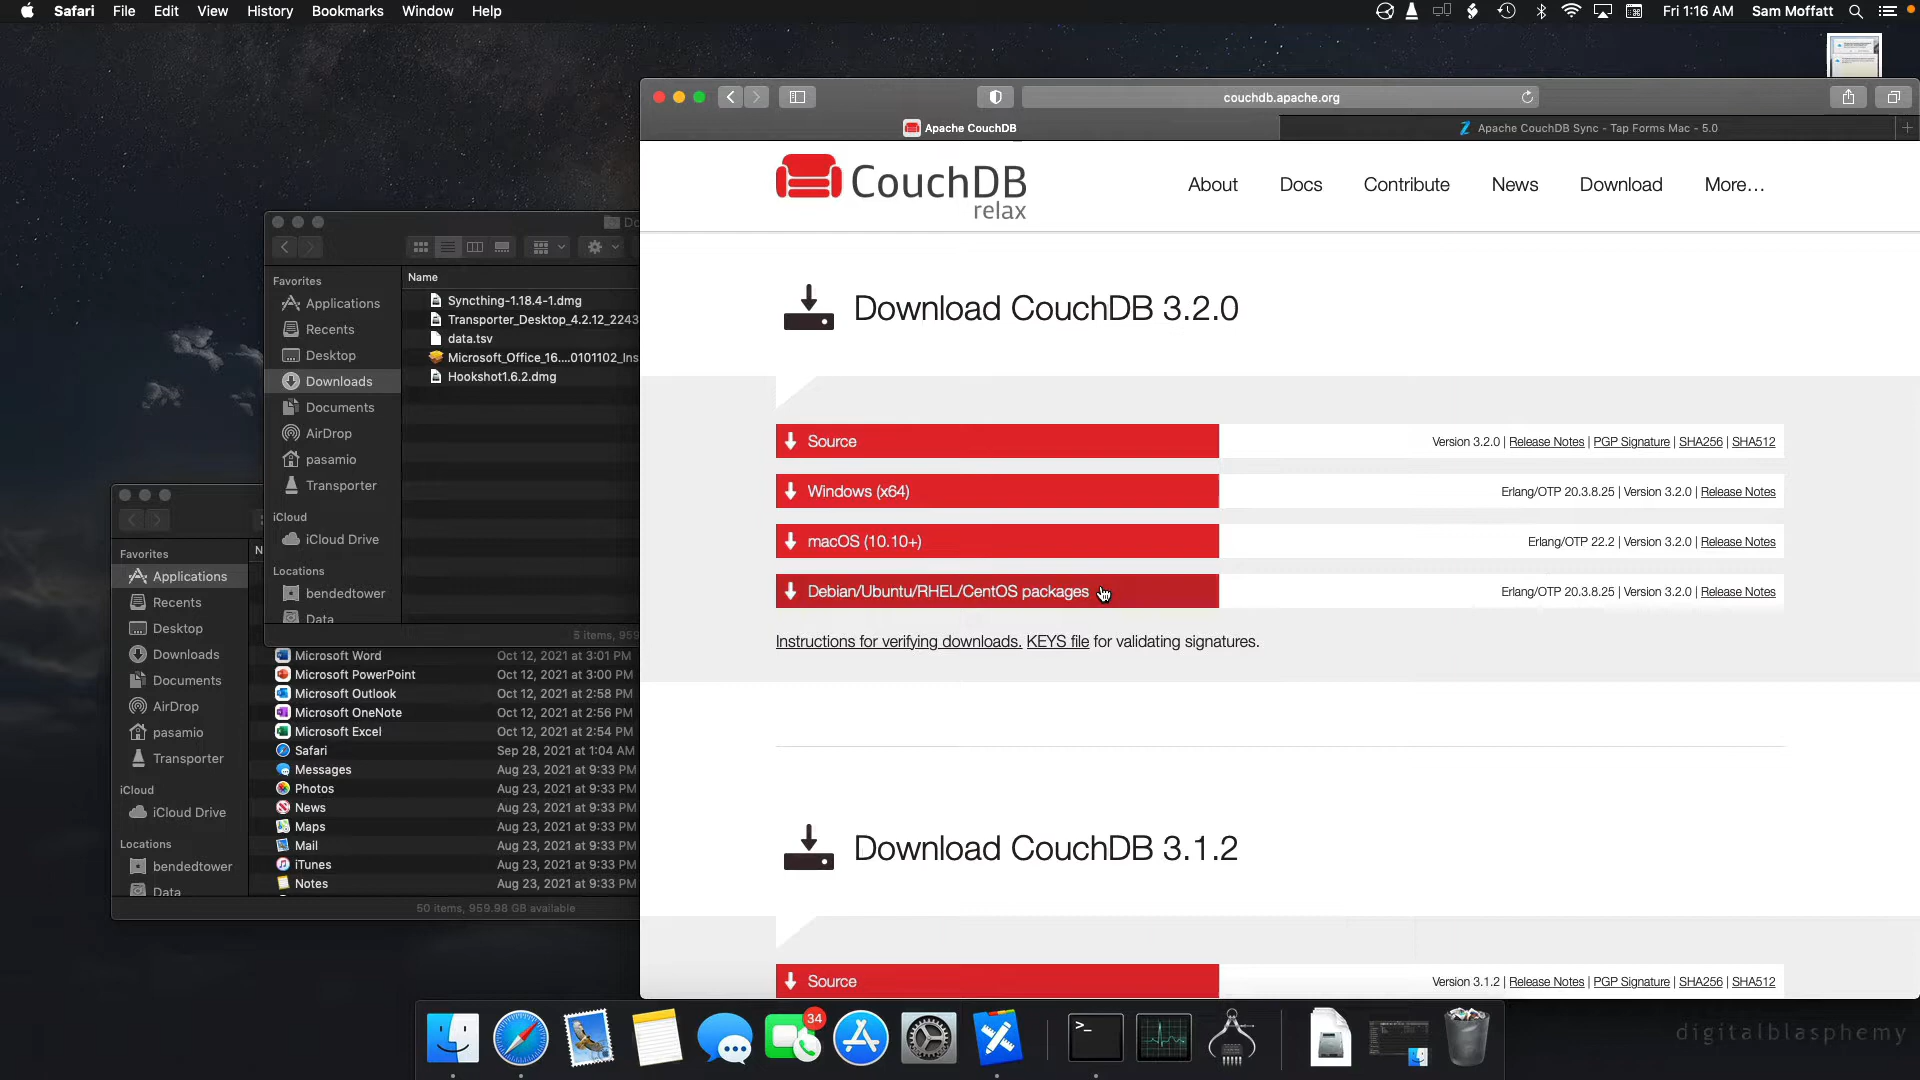 Safari File Edit View History Bookmarks Window Help
Fri 1:16 AM Sam Moffatt
couchdb.apache.org
Apache CouchDB
Apache CouchDB Sync - Tap Forms Mac - 5.0
CouchDB
relax
About Docs Contribute News Download More…
Download CouchDB 3.2.0
Source
Version 3.2.0 | Release Notes | PGP Signature | SHA256 | SHA512
Windows (x64)
Erlang/OTP 20.3.8.25 | Version 3.2.0 | Release Notes
macOS (10.10+)
Erlang/OTP 22.2 | Version 3.2.0 | Release Notes
Debian/Ubuntu/RHEL/CentOS packages
Erlang/OTP 20.3.8.25 | Version 3.2.0 | Release Notes
Instructions for verifying downloads. KEYS file for validating signatures.
Download CouchDB 3.1.2
Source
Version 3.1.2 | Release Notes | PGP Signature | SHA256 | SHA512
Do
Favorites
Applications
Recents
Desktop
Downloads
Documents
AirDrop
pasamio
Transporter
iCloud
iCloud Drive
Locations
bendedtower
Data
Name
Syncthing-1.18.4-1.dmg
Transporter_Desktop_4.2.12_2243
data.tsv
Microsoft_Office_16....0101102_Ins
Hookshot1.6.2.dmg
5 items, 959
Favorites
Applications
Recents
Desktop
Downloads
Documents
AirDrop
pasamio
Transporter
iCloud
iCloud Drive
Locations
bendedtower
Data
N
Microsoft Word Oct 12, 2021 at 3:01 PM
Microsoft PowerPoint Oct 12, 2021 at 3:00 PM
Microsoft Outlook Oct 12, 2021 at 2:58 PM
Microsoft OneNote Oct 12, 2021 at 2:56 PM
Microsoft Excel Oct 12, 2021 at 2:54 PM
Safari Sep 28, 2021 at 1:04 AM
Messages Aug 23, 2021 at 9:33 PM
Photos Aug 23, 2021 at 9:33 PM
News Aug 23, 2021 at 9:33 PM
Maps Aug 23, 2021 at 9:33 PM
Mail Aug 23, 2021 at 9:33 PM
iTunes Aug 23, 2021 at 9:33 PM
Notes Aug 23, 2021 at 9:33 PM
50 items, 959.98 GB available
34
digitalblasphemy